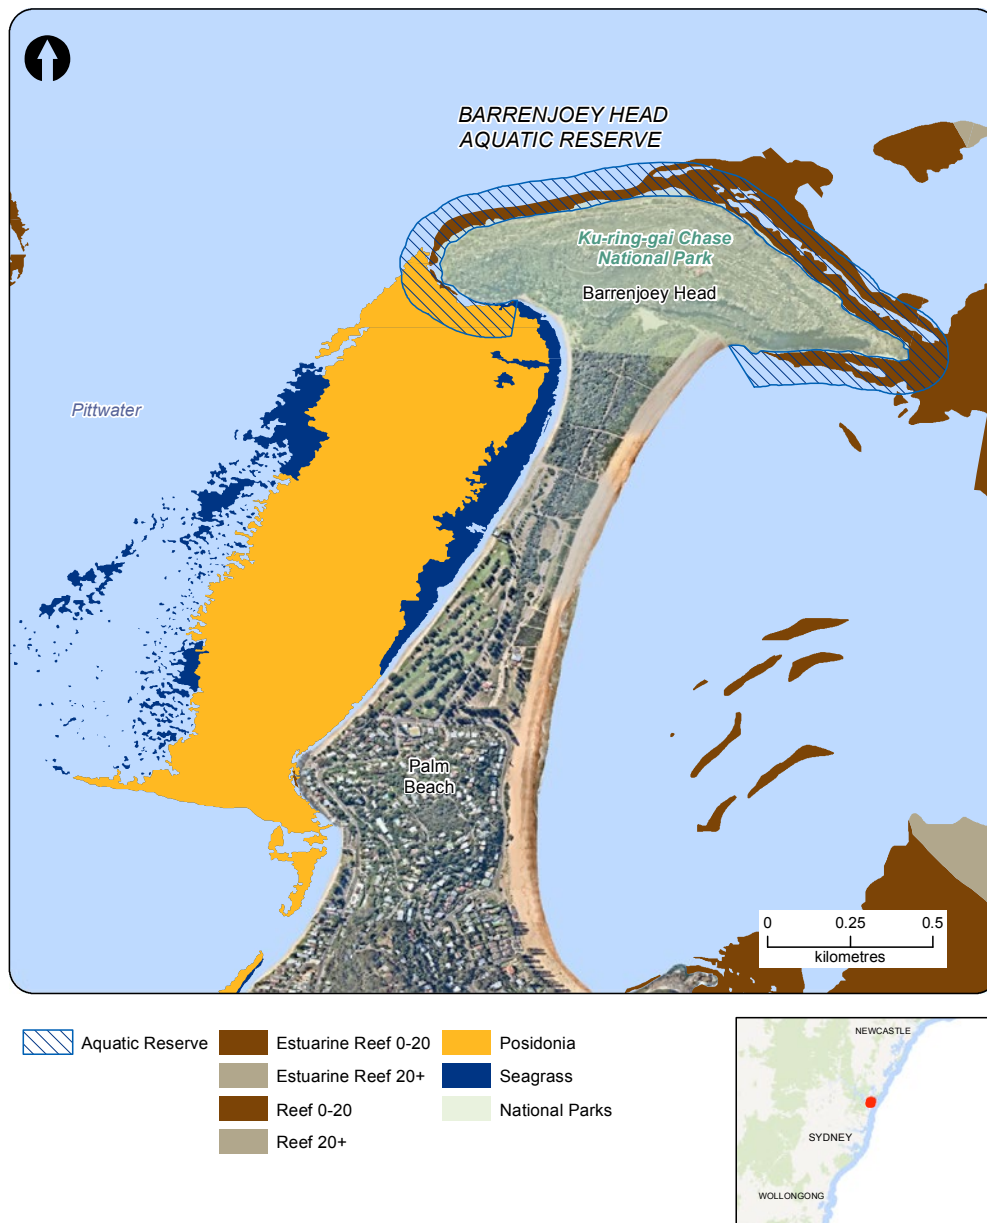 BARRENJOEY HEAD
AQUATIC RESERVE
Ku-ring-gai Chase
National Park
Barrenjoey Head
Pittwater
Palm
Beach
0 0.25 0.5
kilometres
Aquatic Reserve
Estuarine Reef 0-20
Estuarine Reef 20+
Reef 0-20
Reef 20+
Posidonia
Seagrass
National Parks
NEWCASTLE
SYDNEY
WOLLONGONG